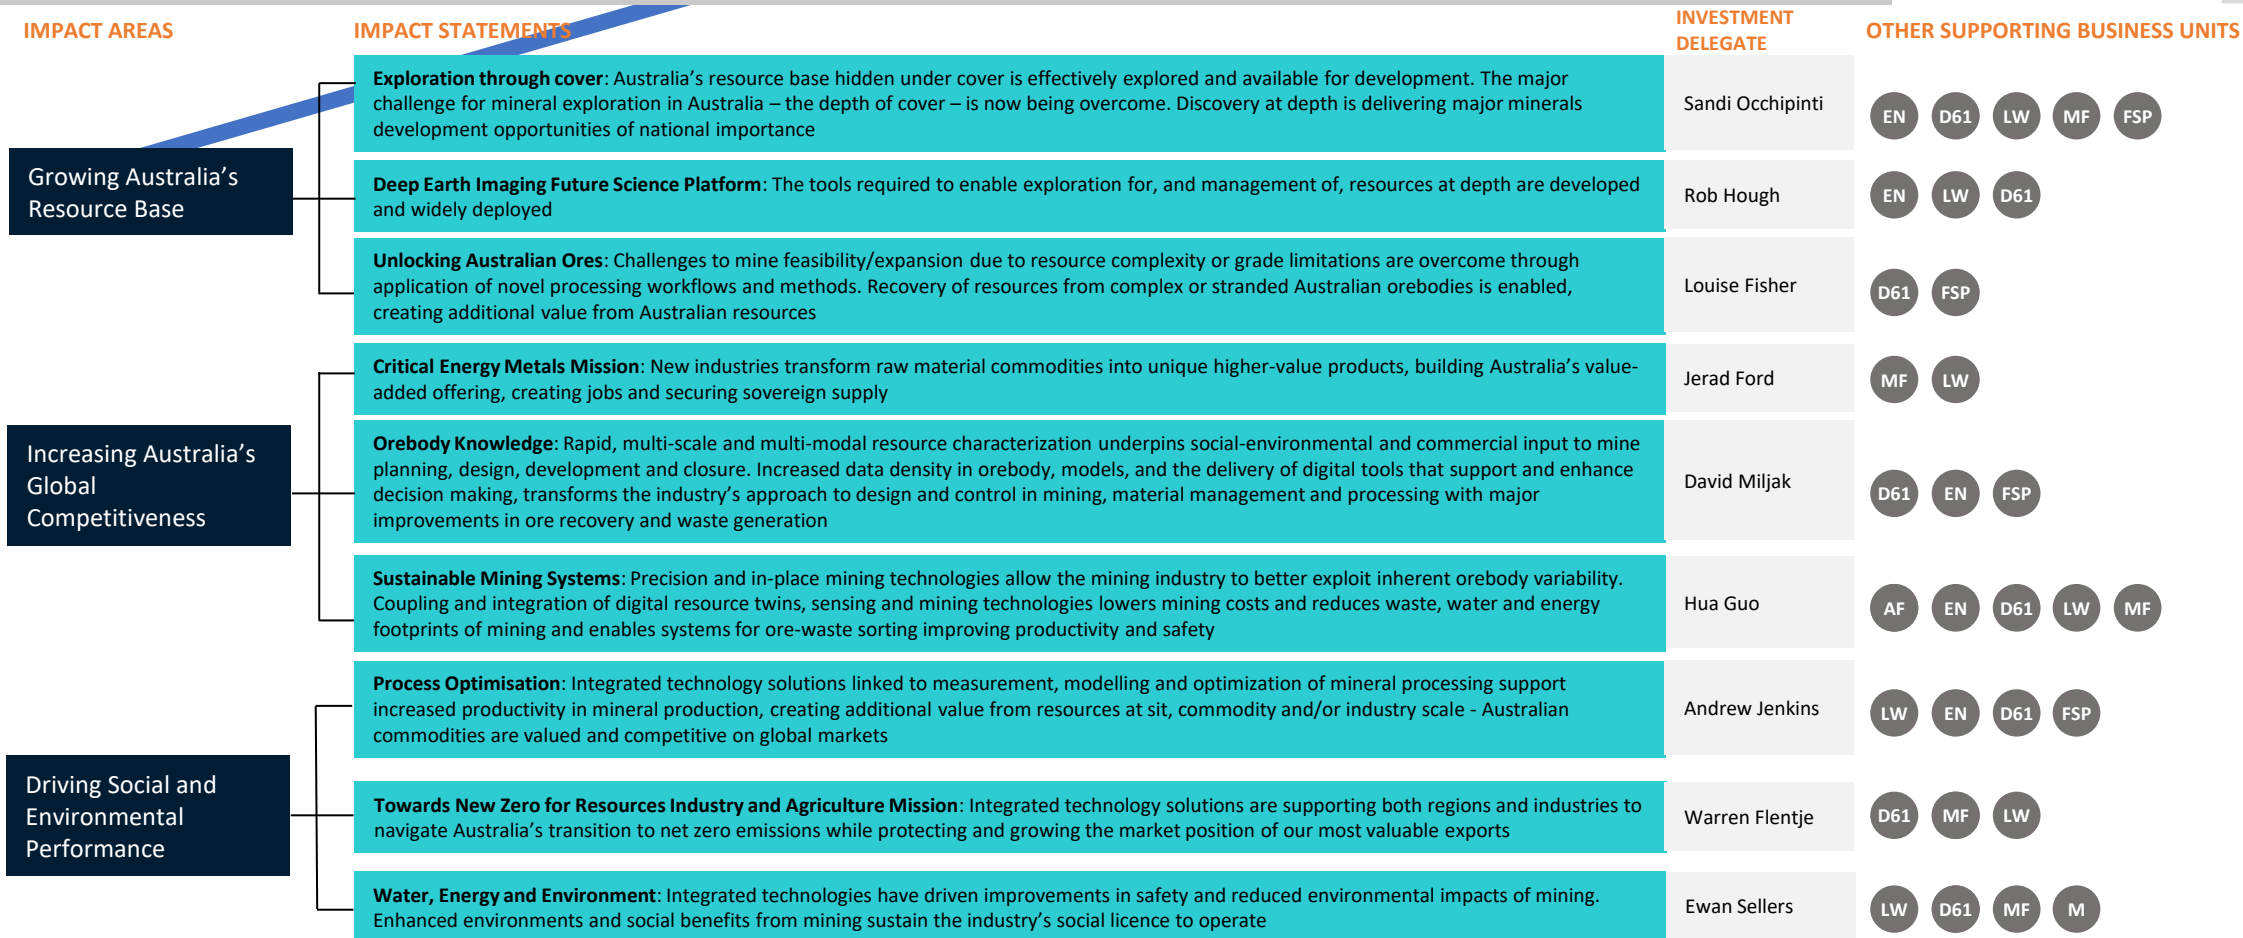 IMPACT AREAS
IMPACT STATEMENTS
INVESTMENT
DELEGATE
OTHER SUPPORTING BUSINESS UNITS
Growing Australia's
Resource Base
Exploration through cover: Australia's resource base hidden under cover is effectively explored and available for development. The major
challenge for mineral exploration in Australia – the depth of cover – is now being overcome. Discovery at depth is delivering major minerals
development opportunities of national importance
Sandi Occhipinti
EN D61 LW MF FSP
Deep Earth Imaging Future Science Platform: The tools required to enable exploration for, and management of, resources at depth are developed
and widely deployed
Rob Hough
EN LW D61
Unlocking Australian Ores: Challenges to mine feasibility/expansion due to resource complexity or grade limitations are overcome through
application of novel processing workflows and methods. Recovery of resources from complex or stranded Australian orebodies is enabled,
creating additional value from Australian resources
Louise Fisher
D61 FSP
Increasing Australia's
Global
Competitiveness
Critical Energy Metals Mission: New industries transform raw material commodities into unique higher-value products, building Australia's value-
added offering, creating jobs and securing sovereign supply
Jerad Ford
MF LW
Orebody Knowledge: Rapid, multi-scale and multi-modal resource characterization underpins social-environmental and commercial input to mine
planning, design, development and closure. Increased data density in orebody, models, and the delivery of digital tools that support and enhance
decision making, transforms the industry's approach to design and control in mining, material management and processing with major
improvements in ore recovery and waste generation
David Miljak
D61 EN FSP
Sustainable Mining Systems: Precision and in-place mining technologies allow the mining industry to better exploit inherent orebody variability.
Coupling and integration of digital resource twins, sensing and mining technologies lowers mining costs and reduces waste, water and energy
footprints of mining and enables systems for ore-waste sorting improving productivity and safety
Hua Guo
AF EN D61 LW MF
Driving Social and
Environmental
Performance
Process Optimisation: Integrated technology solutions linked to measurement, modelling and optimization of mineral processing support
increased productivity in mineral production, creating additional value from resources at sit, commodity and/or industry scale - Australian
commodities are valued and competitive on global markets
Andrew Jenkins
LW EN D61 FSP
Towards New Zero for Resources Industry and Agriculture Mission: Integrated technology solutions are supporting both regions and industries to
navigate Australia's transition to net zero emissions while protecting and growing the market position of our most valuable exports
Warren Flentje
D61 MF LW
Water, Energy and Environment: Integrated technologies have driven improvements in safety and reduced environmental impacts of mining.
Enhanced environments and social benefits from mining sustain the industry's social licence to operate
Ewan Sellers
LW D61 MF M